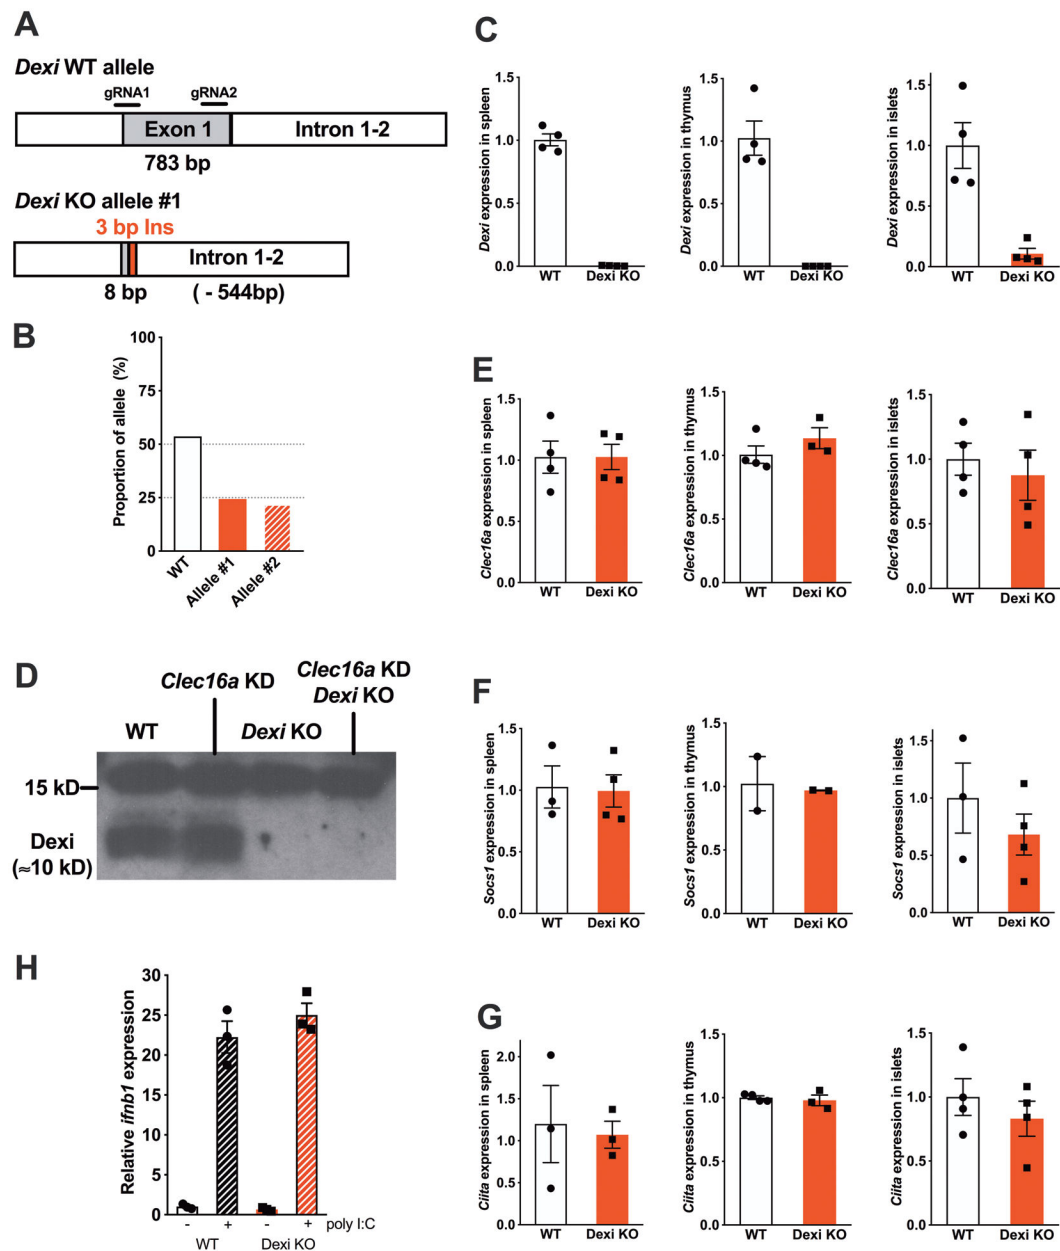 A
Dexi WT allele
gRNA1 gRNA2
Exon 1 Intron 1-2
783 bp
Dexi KO allele #1
3 bp Ins
Intron 1-2
8 bp ( - 544bp)
B
Proportion of allele (%)
100
75
50
25
0
WT Allele #1 Allele #2
C
Dexi expression in spleen
1.5
1.0
0.5
0.0
WT Dexi KO
Dexi expression in thymus
1.5
1.0
0.5
0.0
WT Dexi KO
Dexi expression in islets
1.5
1.0
0.5
0.0
WT Dexi KO
D
Clec16a KD
Clec16a KD
Dexi KO
WT Dexi KO
15 kD
Dexi
(≈10 kD)
E
Clec16a expression in spleen
1.5
1.0
0.5
0.0
WT Dexi KO
Clec16a expression in thymus
1.5
1.0
0.5
0.0
WT Dexi KO
Clec16a expression in islets
1.5
1.0
0.5
0.0
WT Dexi KO
F
Socs1 expression in spleen
1.5
1.0
0.5
0.0
WT Dexi KO
Socs1 expression in thymus
1.5
1.0
0.5
0.0
WT Dexi KO
Socs1 expression in islets
1.5
1.0
0.5
0.0
WT Dexi KO
G
Ciita expression in spleen
2.0
1.5
1.0
0.5
0.0
WT Dexi KO
Ciita expression in thymus
1.5
1.0
0.5
0.0
WT Dexi KO
Ciita expression in islets
1.5
1.0
0.5
0.0
WT Dexi KO
H
Relative ifnb1 expression
30
25
20
15
10
5
0
- + - + poly I:C
WT Dexi KO